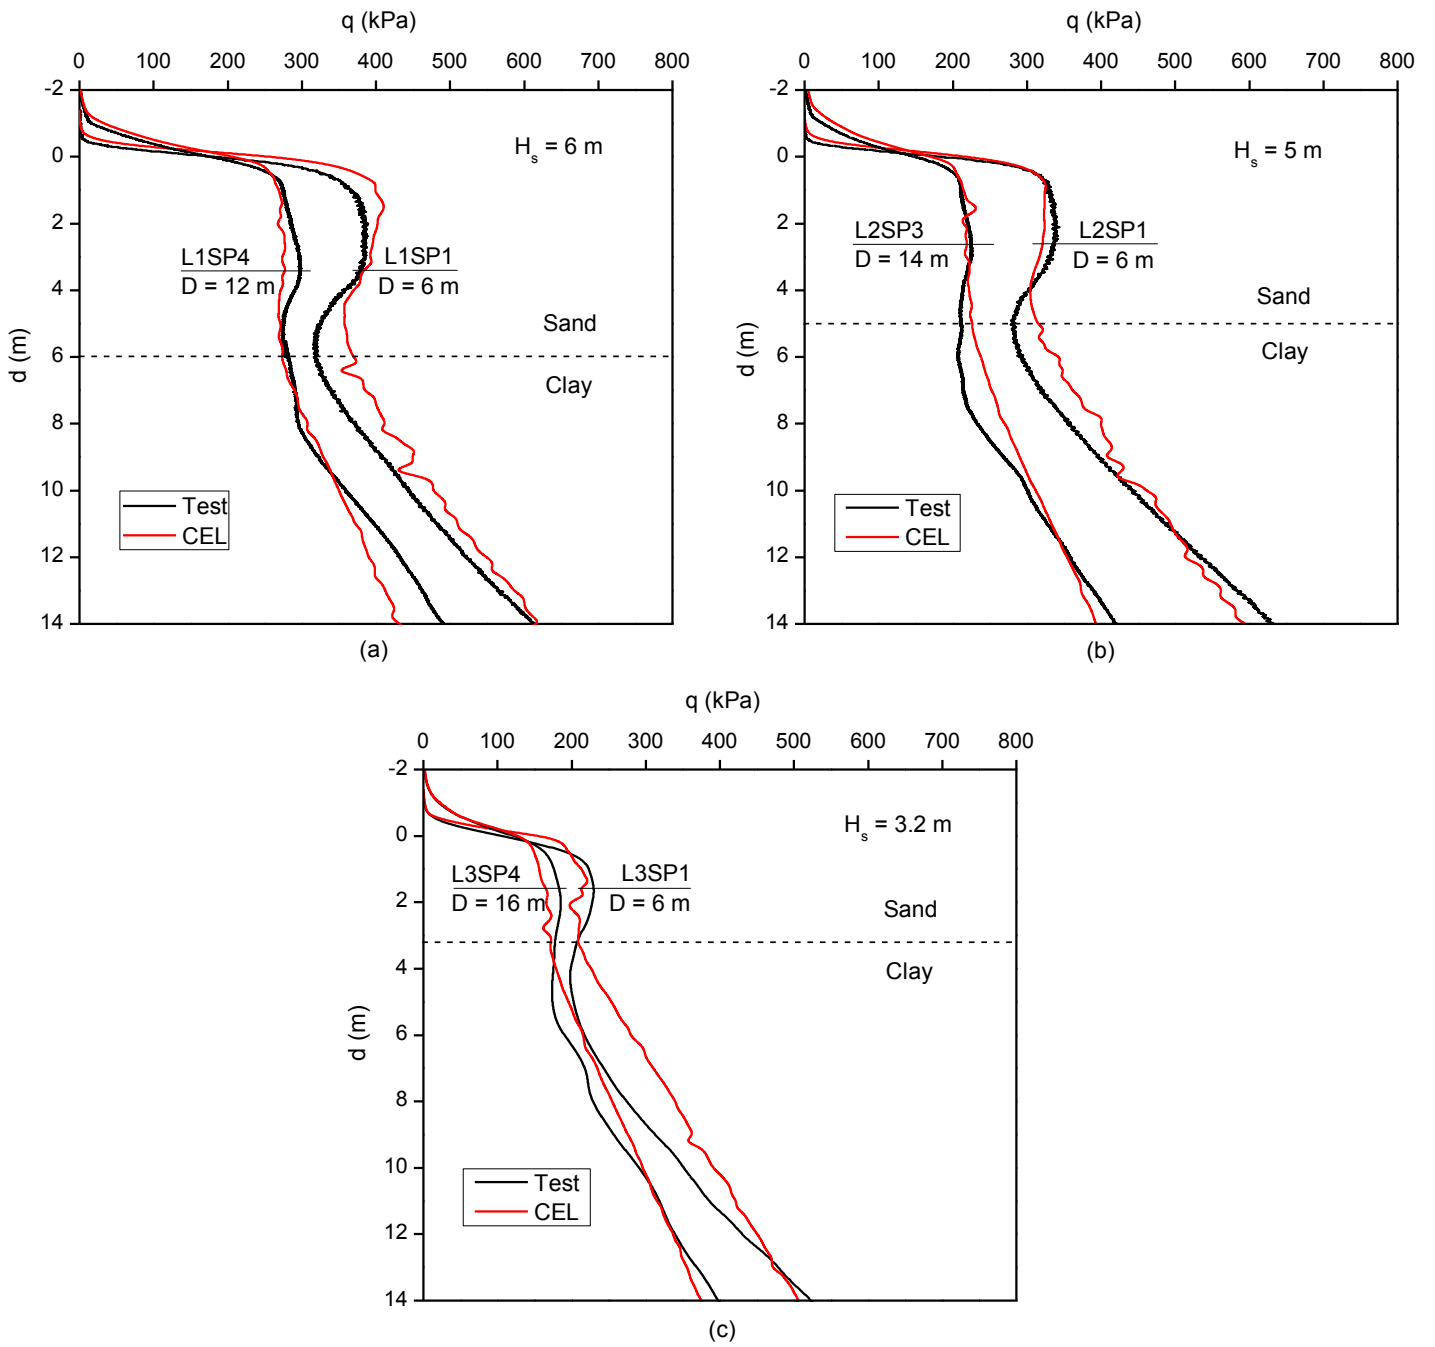 q (kPa)
0 100 200 300 400 500 600 700 800
-2
0
2
4
6
8
10
12
14
d (m)
H_s = 6 m
L1SP4
D = 12 m
L1SP1
D = 6 m
Sand
Clay
Test
CEL
(a)
q (kPa)
0 100 200 300 400 500 600 700 800
-2
0
2
4
6
8
10
12
14
d (m)
H_s = 5 m
L2SP3
D = 14 m
L2SP1
D = 6 m
Sand
Clay
Test
CEL
(b)
q (kPa)
0 100 200 300 400 500 600 700 800
-2
0
2
4
6
8
10
12
14
d (m)
H_s = 3.2 m
L3SP4
D = 16 m
L3SP1
D = 6 m
Sand
Clay
Test
CEL
(c)